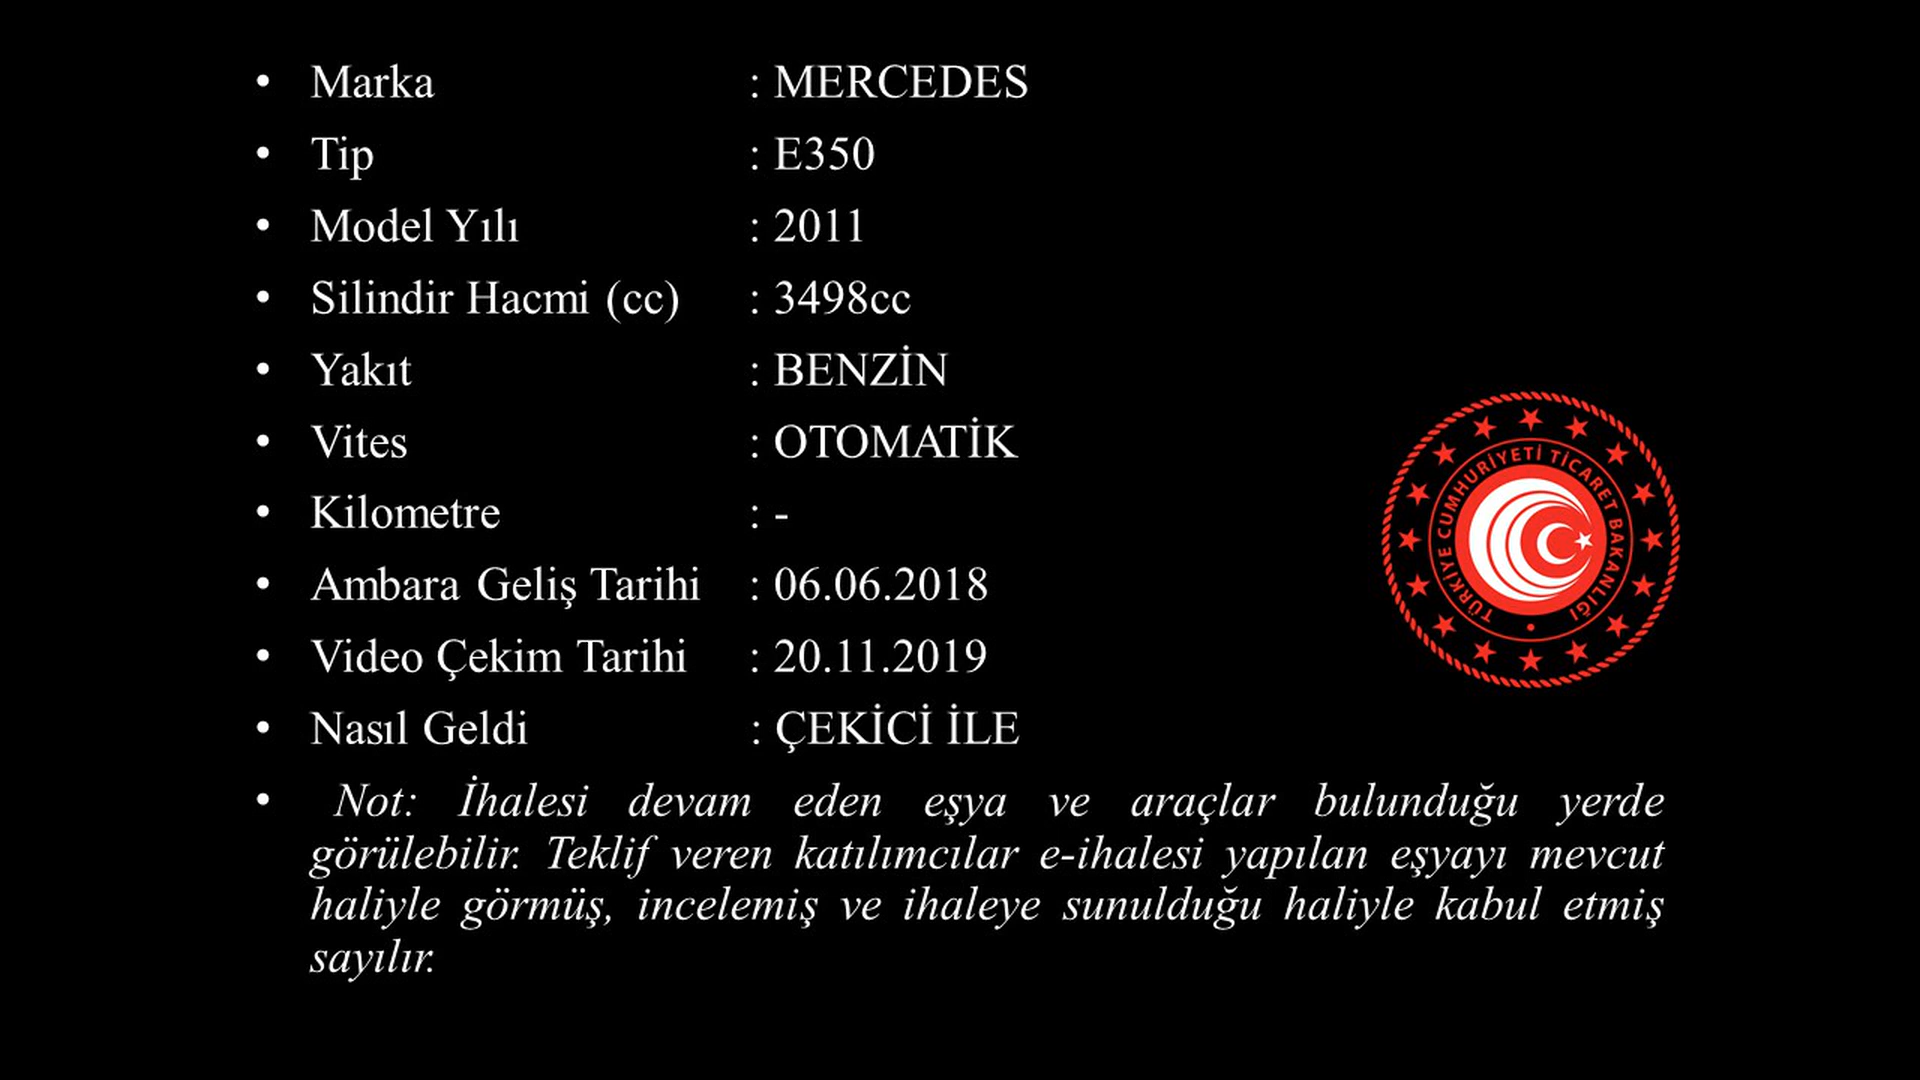 • Marka : MERCEDES
• Tip : E350
• Model Yılı : 2011
• Silindir Hacmi (cc) : 3498cc
• Yakıt : BENZİN
• Vites : OTOMATİK
• Kilometre : -
• Ambara Geliş Tarihi : 06.06.2018
• Video Çekim Tarihi : 20.11.2019
• Nasıl Geldi : ÇEKİCİ İLE
• Not: İhalesi devam eden eşya ve araçlar bulunduğu yerde
görülebilir. Teklif veren katılımcılar e-ihalesi yapılan eşyayı mevcut
haliyle görmüş, incelemiş ve ihaleye sunulduğu haliyle kabul etmiş
sayılır.
TÜRKİYE CUMHURİYETİ TİCARET BAKANLIĞI